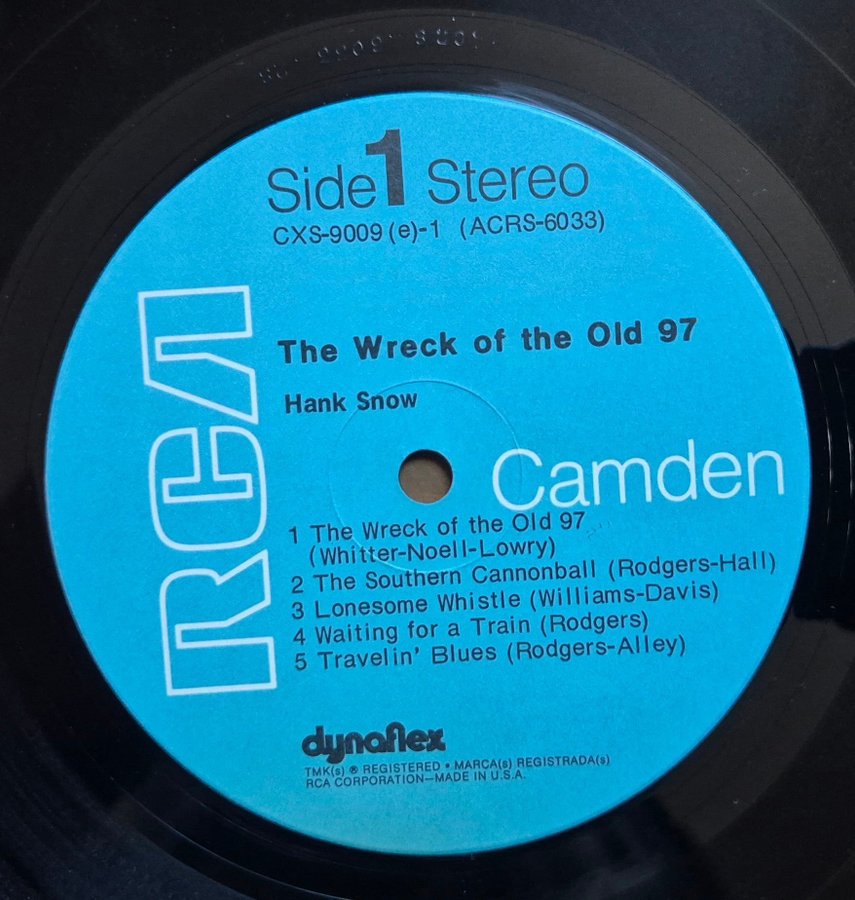 Side 1 Stereo
CXS-9009 (e)-1 (ACRS-6033)
The Wreck of the Old 97
Hank Snow
RCA
Camden
1 The Wreck of the Old 97
(Whitter-Noell-Lowry)
2 The Southern Cannonball (Rodgers-Hall)
3 Lonesome Whistle (Williams-Davis)
4 Waiting for a Train (Rodgers)
5 Travelin' Blues (Rodgers-Alley)
dynaflex
TMK(s) ® REGISTERED • MARCA(s) REGISTRADA(s)
RCA CORPORATION—MADE IN U.S.A.